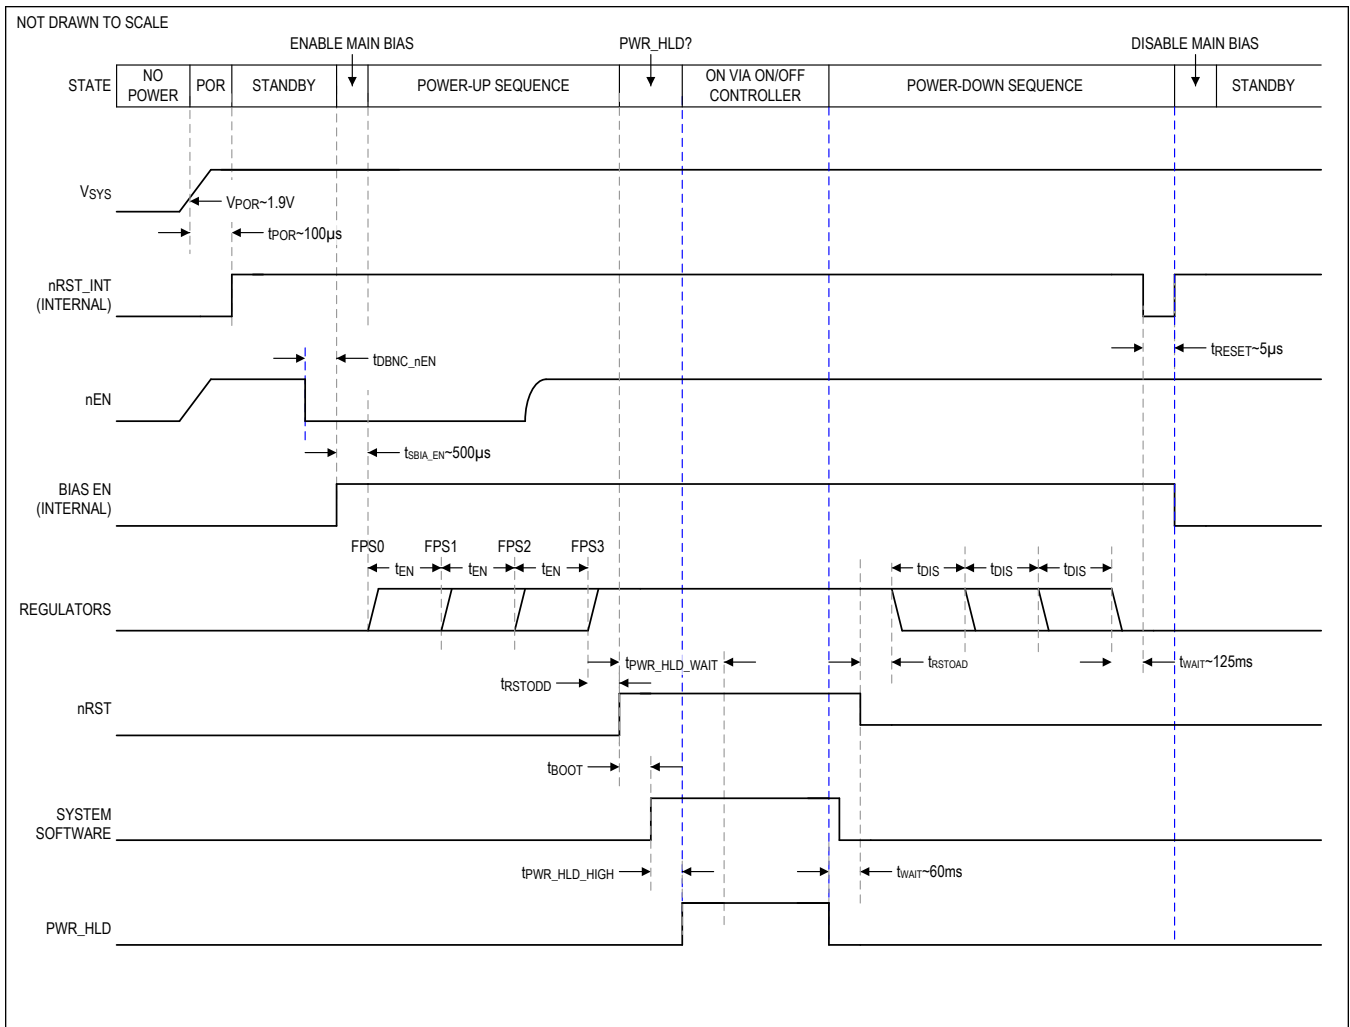 NOT DRAWN TO SCALE
ENABLE MAIN BIAS
PWR_HLD?
DISABLE MAIN BIAS
STATE
NO
POWER
POR
STANDBY
POWER-UP SEQUENCE
ON VIA ON/OFF
CONTROLLER
POWER-DOWN SEQUENCE
STANDBY
VSYS
VPOR~1.9V
tPOR~100µs
nRST_INT
(INTERNAL)
tRESET~5µs
tDBNC_nEN
nEN
tSBIA_EN~500µs
BIAS EN
(INTERNAL)
FPS0
FPS1
FPS2
FPS3
tEN
tEN
tEN
tDIS
tDIS
tDIS
REGULATORS
tPWR_HLD_WAIT
tRSTOAD
tWAIT~125ms
tRSTODD
nRST
tBOOT
SYSTEM
SOFTWARE
tPWR_HLD_HIGH
tWAIT~60ms
PWR_HLD